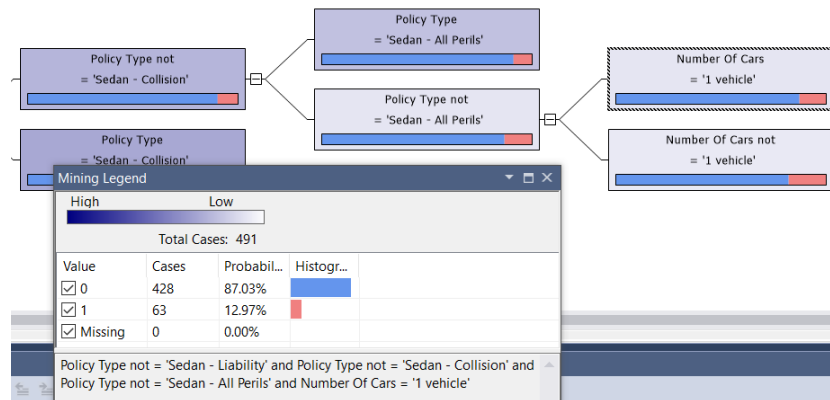 Policy Type
= 'Sedan - All Perils'
Policy Type not
= 'Sedan - Collision'
Number Of Cars
= '1 vehicle'
Policy Type not
= 'Sedan - All Perils'
Policy Type
= 'Sedan - Collision'
Number Of Cars not
= '1 vehicle'
Mining Legend
High Low
Total Cases: 491
Value Cases Probabil... Histogr...
0 428 87.03%
1 63 12.97%
Missing 0 0.00%
Policy Type not = 'Sedan - Liability' and Policy Type not = 'Sedan - Collision' and
Policy Type not = 'Sedan - All Perils' and Number Of Cars = '1 vehicle'